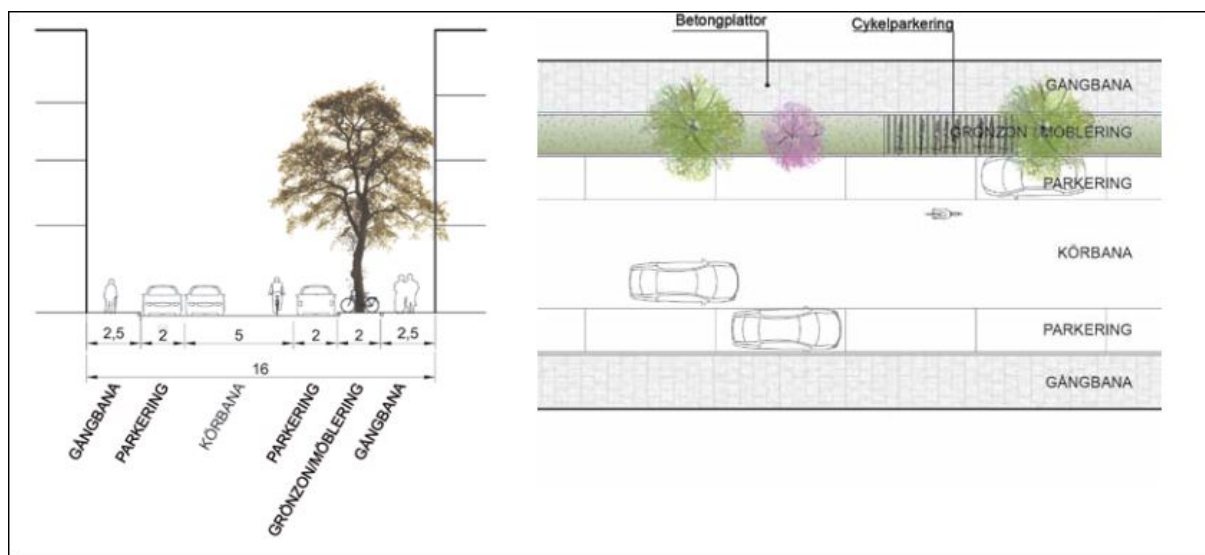 2,5 2 5 2 2 2,5
16
GÅNGBANA
PARKERING
KÖRBANA
PARKERING
GRÖNZON/MÖBLERING
GÅNGBANA
Betongplattor
Cykelparkering
GÅNGBANA
GRÖNZON / MÖBLERING
PARKERING
KÖRBANA
PARKERING
GÅNGBANA